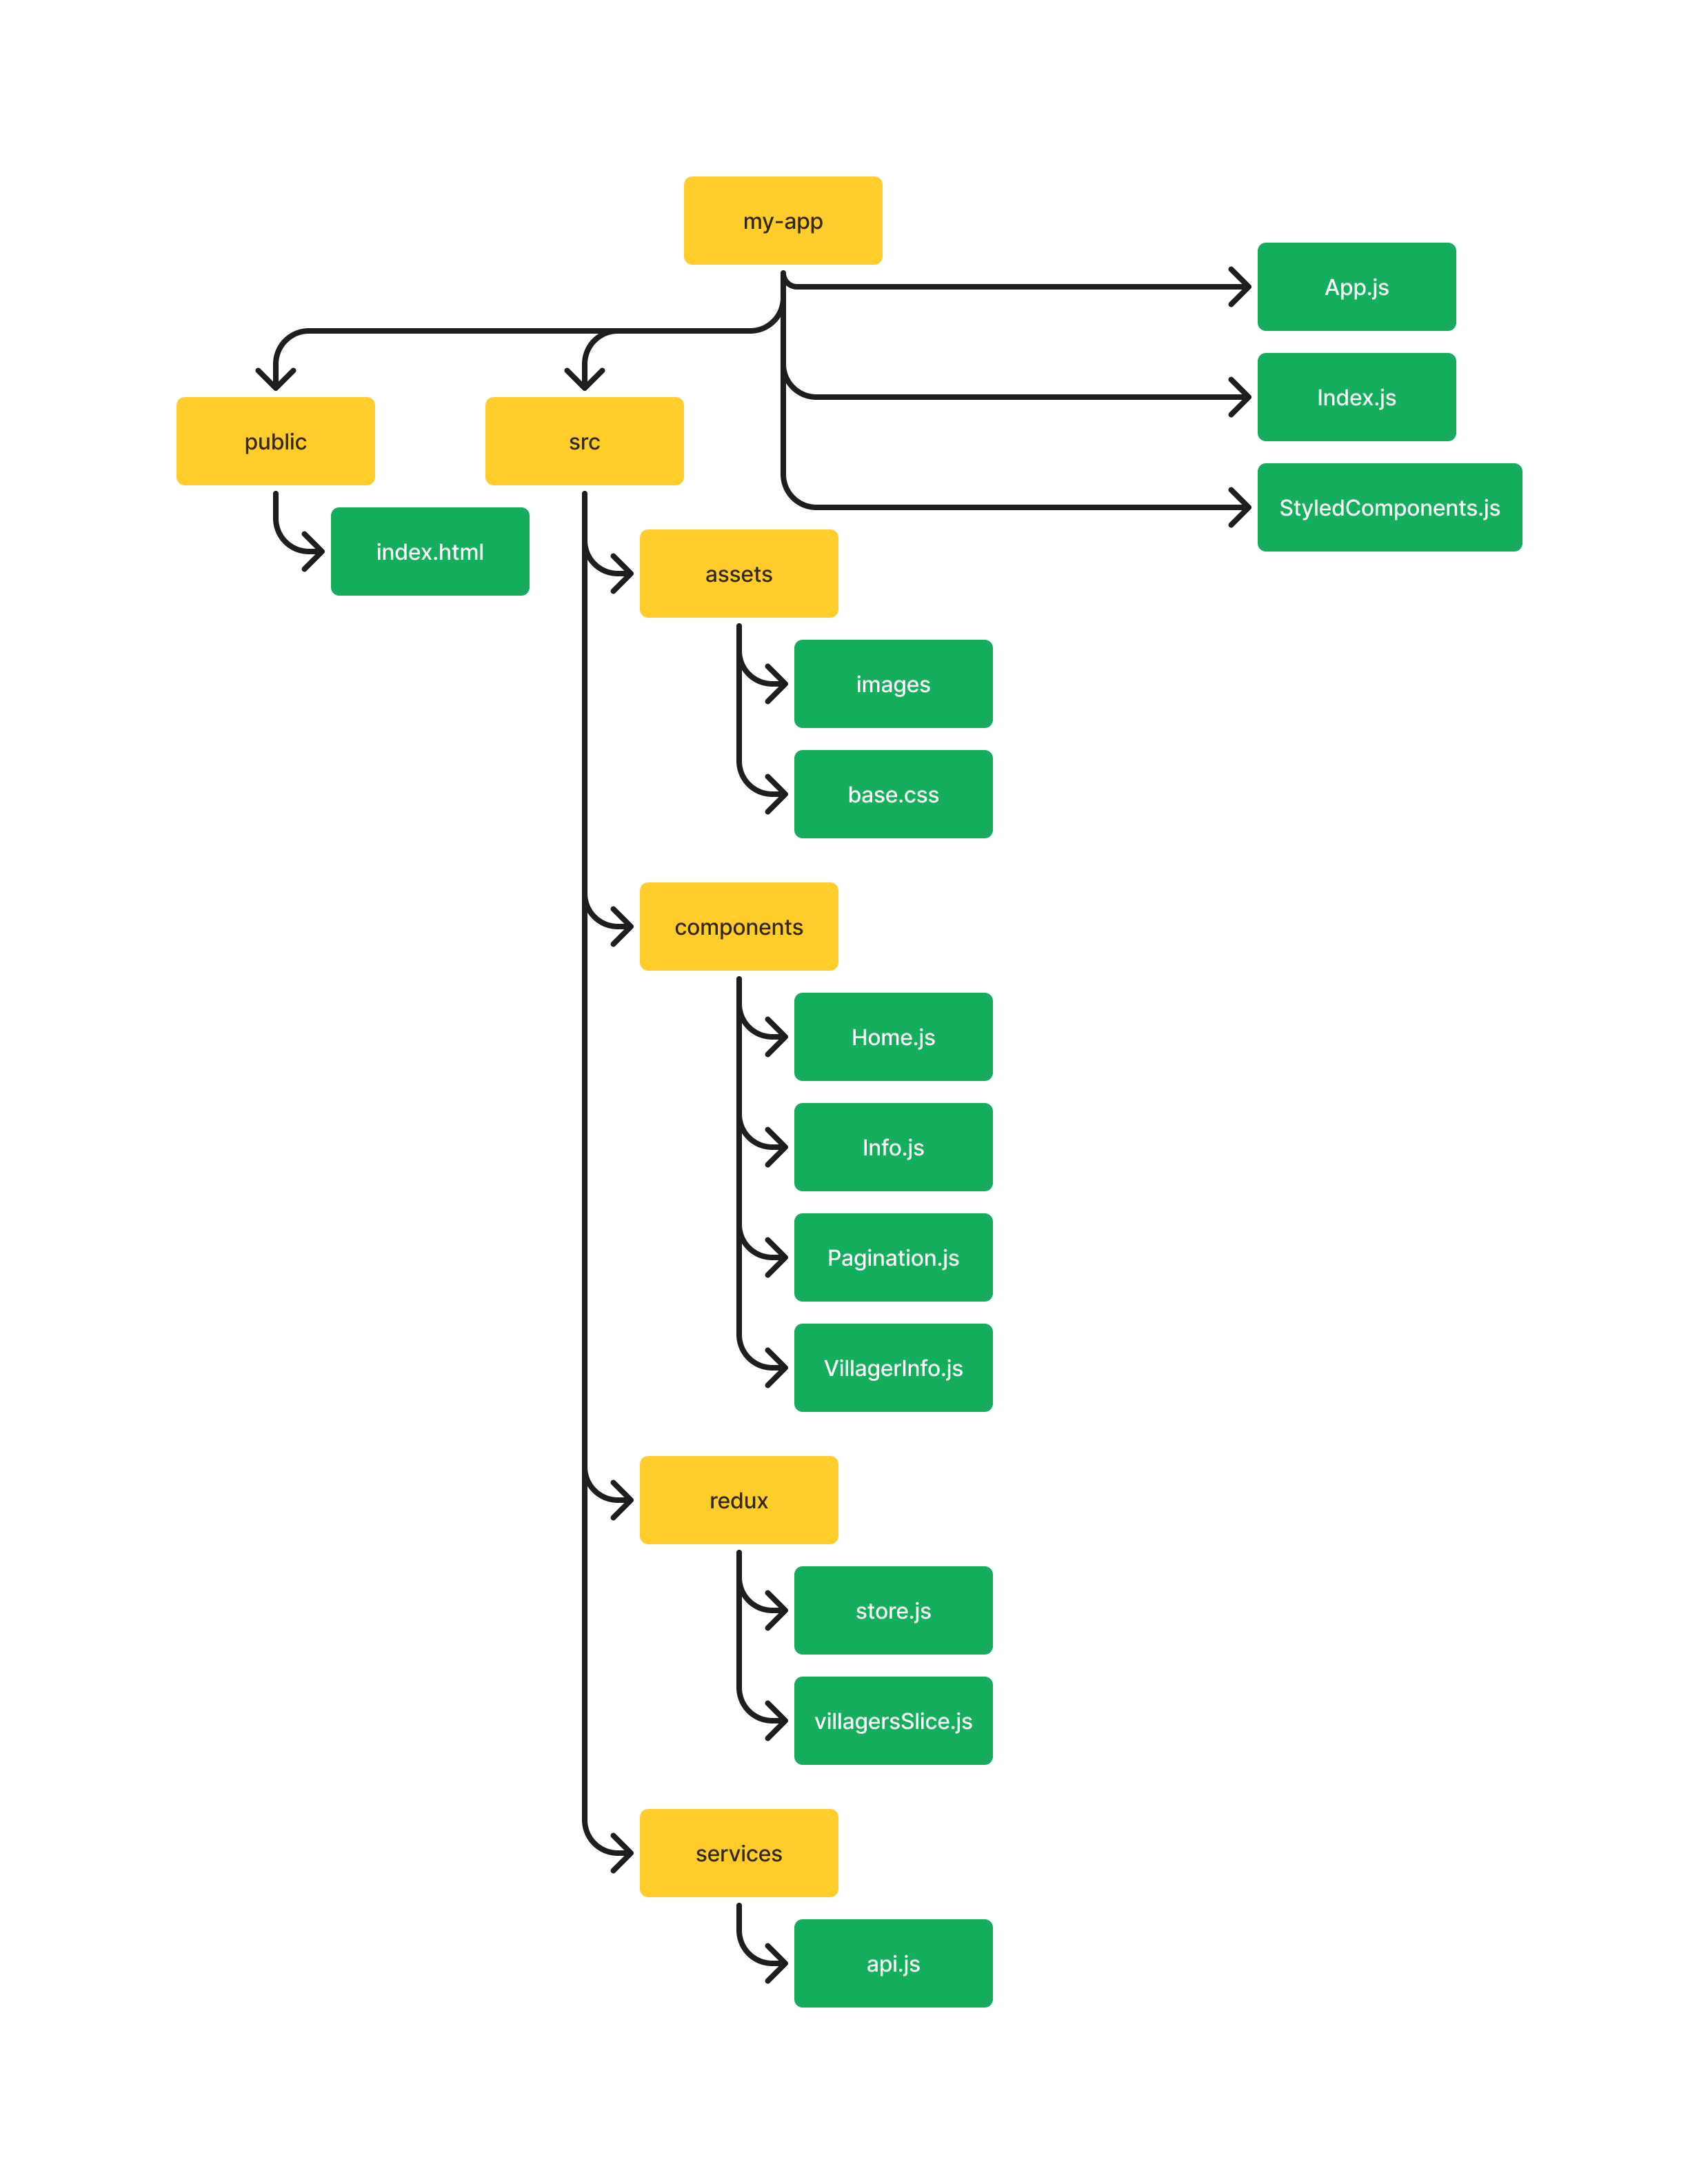 my-app
App.js
Index.js
StyledComponents.js
public
src
index.html
assets
images
base.css
components
Home.js
Info.js
Pagination.js
VillagerInfo.js
redux
store.js
villagersSlice.js
services
api.js